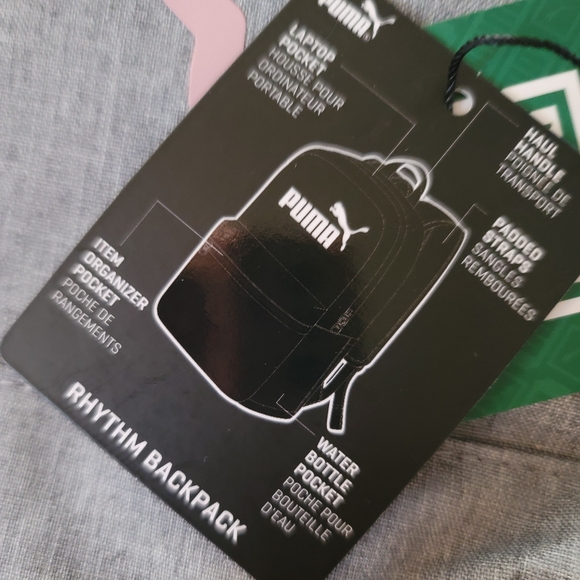 PUMA
LAPTOP
POCKET
HOUSSE POUR
ORDINATEUR
PORTABLE
HAUL
HANDLE
POIGNÉE DE
TRANSPORT
PADDED
STRAPS
SANGLES
REMBOURRÉES
PUMA
ITEM
ORGANIZER
POCKET
POCHE DE
RANGEMENTS
WATER
BOTTLE
POCKET
POCHE POUR
BOUTEILLE
D'EAU
RHYTHM BACKPACK